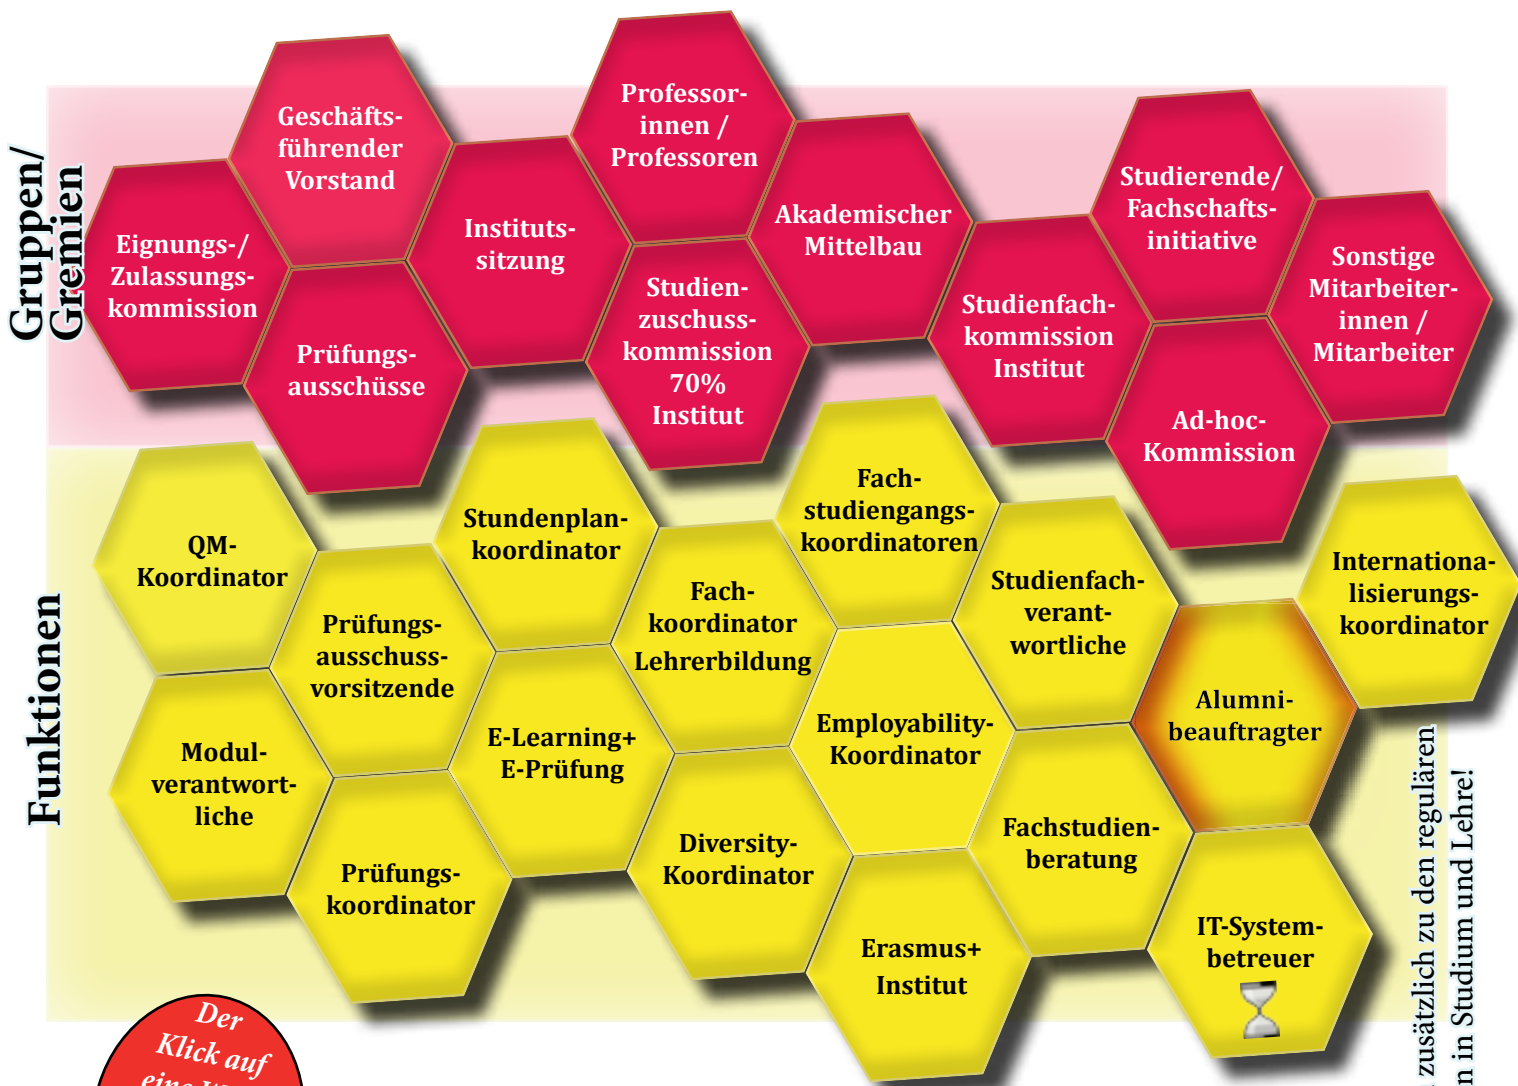 Gruppen/
Gremien
Geschäfts-
führender
Vorstand
Professor-
innen /
Professoren
Eignungs-/
Zulassungs-
kommission
Instituts-
sitzung
Akademischer
Mittelbau
Studierende/
Fachschafts-
initiative
Sonstige
Mitarbeiter-
innen /
Mitarbeiter
Prüfungs-
ausschüsse
Studien-
zuschuss-
kommission
70%
Institut
Studienfach-
kommission
Institut
Ad-hoc-
Kommission
Funktionen
QM-
Koordinator
Stundenplan-
koordinator
Fach-
studiengangs-
koordinatoren
Internationa-
lisierungs-
koordinator
Prüfungs-
ausschuss-
vorsitzende
Fach-
koordinator
Lehrerbildung
Studienfach-
verant-
wortliche
Alumni-
beauftragter
Modul-
verantwort-
liche
E-Learning+
E-Prüfung
Employability-
Koordinator
Prüfungs-
koordinator
Diversity-
Koordinator
Fachstudien-
beratung
Erasmus+
Institut
IT-System-
betreuer
zusätzlich zu den regulären
in Studium und Lehre!
Der
Klick auf
eine